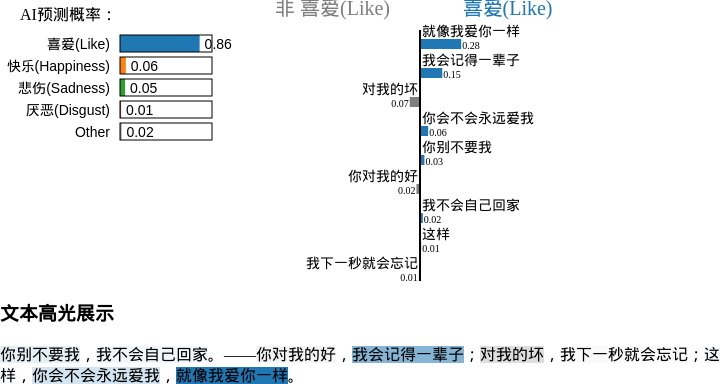 AI预测概率：
喜爱(Like) 0.86
快乐(Happiness) 0.06
悲伤(Sadness) 0.05
厌恶(Disgust) 0.01
Other 0.02
非 喜爱(Like) 喜爱(Like)
就像我爱你一样
0.28
我会记得一辈子
0.15
对我的坏
0.07
你会不会永远爱我
0.06
你别不要我
0.03
你对我的好
0.02
我不会自己回家
0.02
这样
0.01
我下一秒就会忘记
0.01
文本高光展示
你别不要我，我不会自己回家。——你对我的好，我会记得一辈子；对我的坏，我下一秒就会忘记；这
样，你会不会永远爱我，就像我爱你一样。